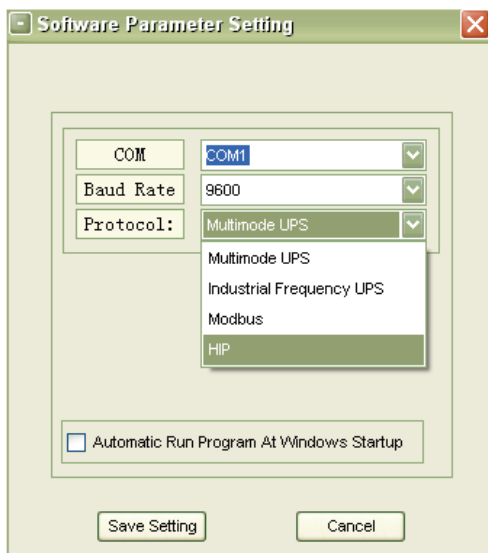 Software Parameter Setting
COM
COM1
Baud Rate
9600
Protocol:
Multimode UPS
Multimode UPS
Industrial Frequency UPS
Modbus
HIP
Automatic Run Program At Windows Startup
Save Setting
Cancel